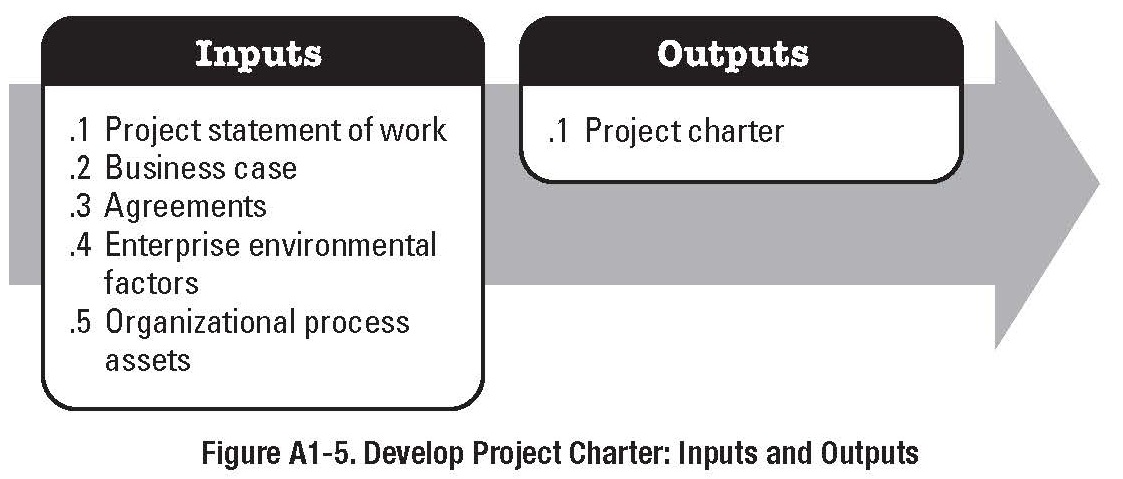 Inputs
.1 Project statement of work
.2 Business case
.3 Agreements
.4 Enterprise environmental
factors
.5 Organizational process
assets
Outputs
.1 Project charter
Figure A1-5. Develop Project Charter: Inputs and Outputs